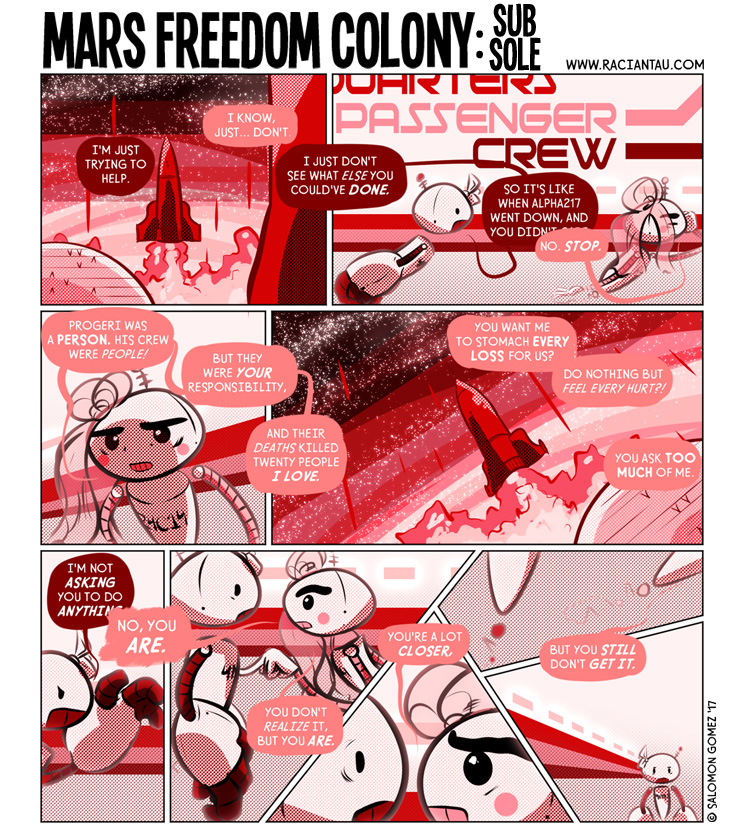 MARS FREEDOM COLONY: SUB SOLE
WWW.RACIANTAU.COM
I KNOW,
JUST... DON'T.
I'M JUST
TRYING TO
HELP.
QUARTERS
PASSENGER
CREW
I JUST DON'T
SEE WHAT ELSE YOU
COULD'VE DONE.
SO IT'S LIKE
WHEN ALPHA217
WENT DOWN, AND
YOU DIDN'T
NO. STOP.
PROGERI WAS
A PERSON. HIS CREW
WERE PEOPLE!
BUT THEY
WERE YOUR
RESPONSIBILITY,
AND THEIR
DEATHS KILLED
TWENTY PEOPLE
I LOVE.
YOU WANT ME
TO STOMACH EVERY
LOSS FOR US?
DO NOTHING BUT
FEEL EVERY HURT?!
YOU ASK TOO
MUCH OF ME.
I'M NOT
ASKING
YOU TO DO
ANYTHING
NO, YOU
ARE.
YOU DON'T
REALIZE IT,
BUT YOU ARE.
YOU'RE A LOT
CLOSER,
BUT YOU STILL
DON'T GET IT.
© SALOMON GOMEZ '17